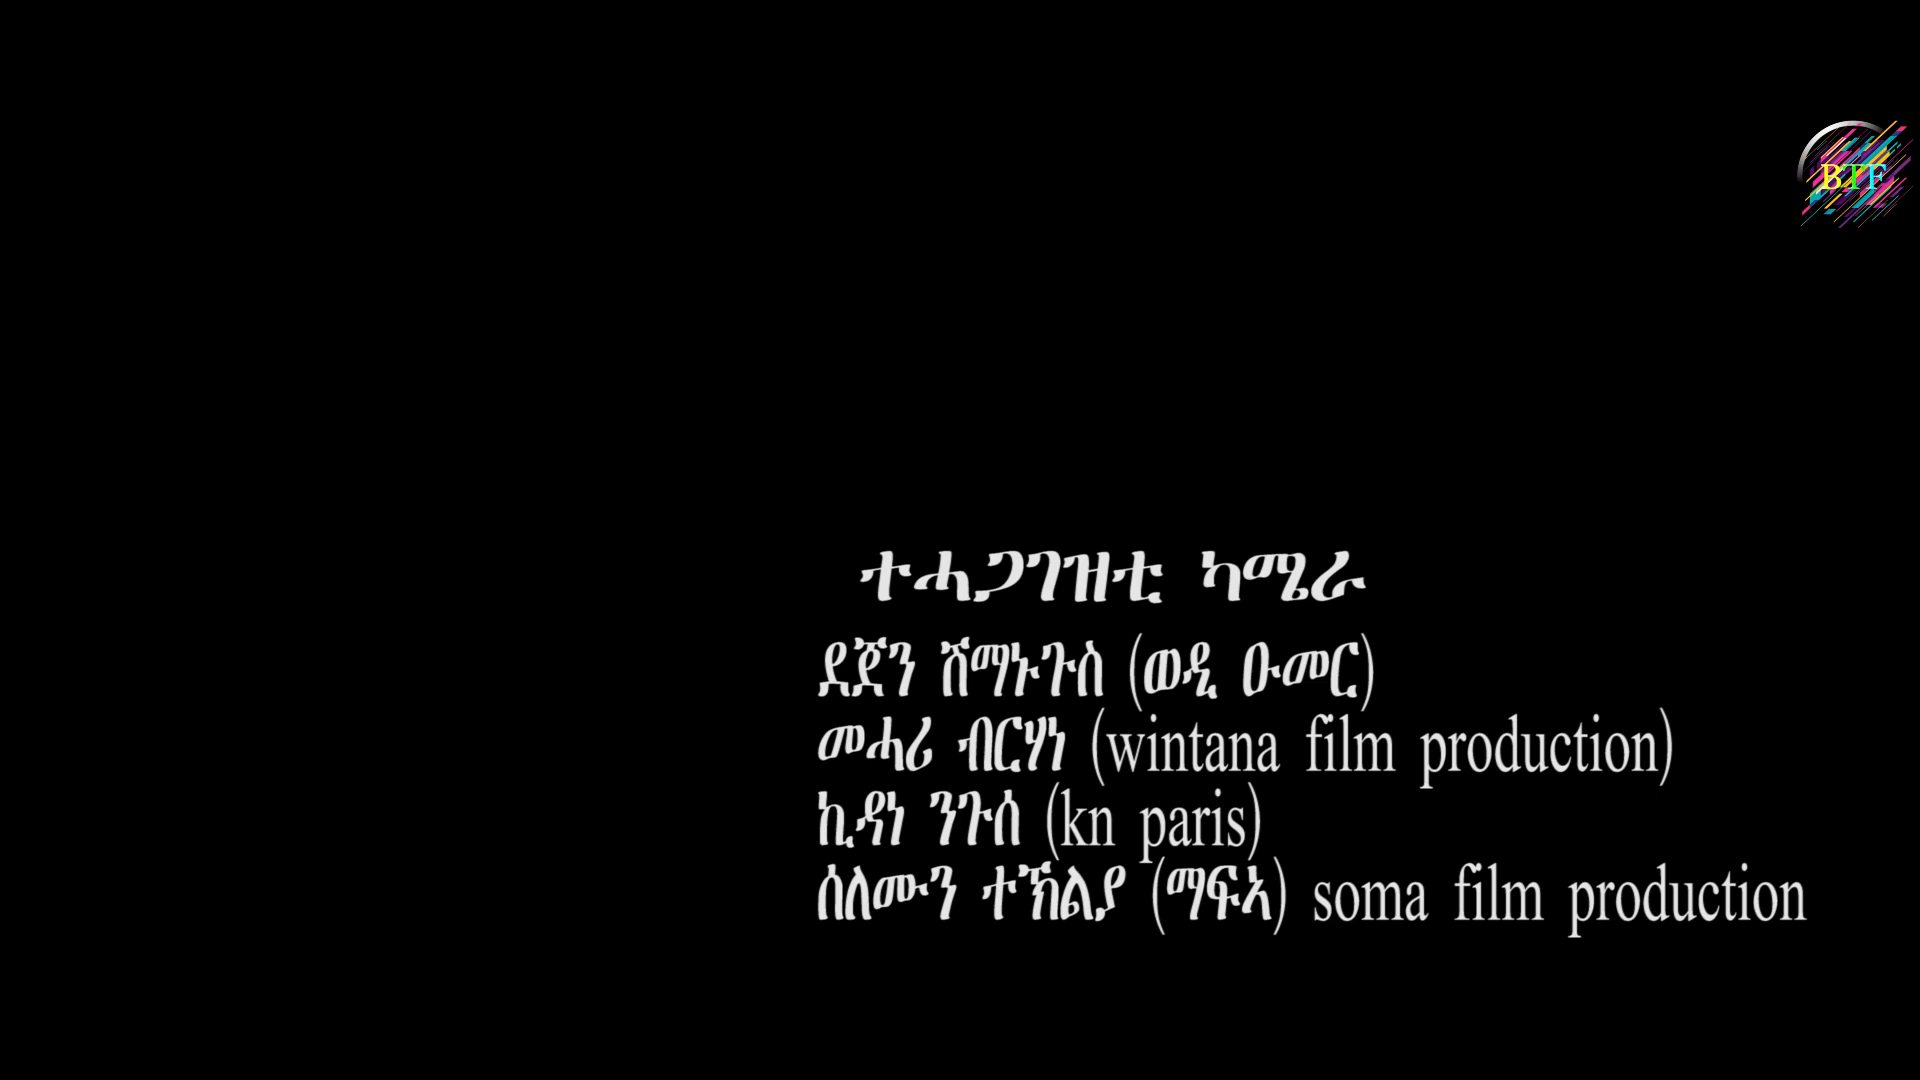 BTF
ተሓጋገዝቲ ካሜራ
ደጀን ሽማኑጉስ (ወዲ ዑመር)
መሓሪ ብርሃነ (wintana film production)
ኪዳነ ንጉሰ (kn paris)
ሰለሙን ተኽልያ (ማፍኣ) soma film production